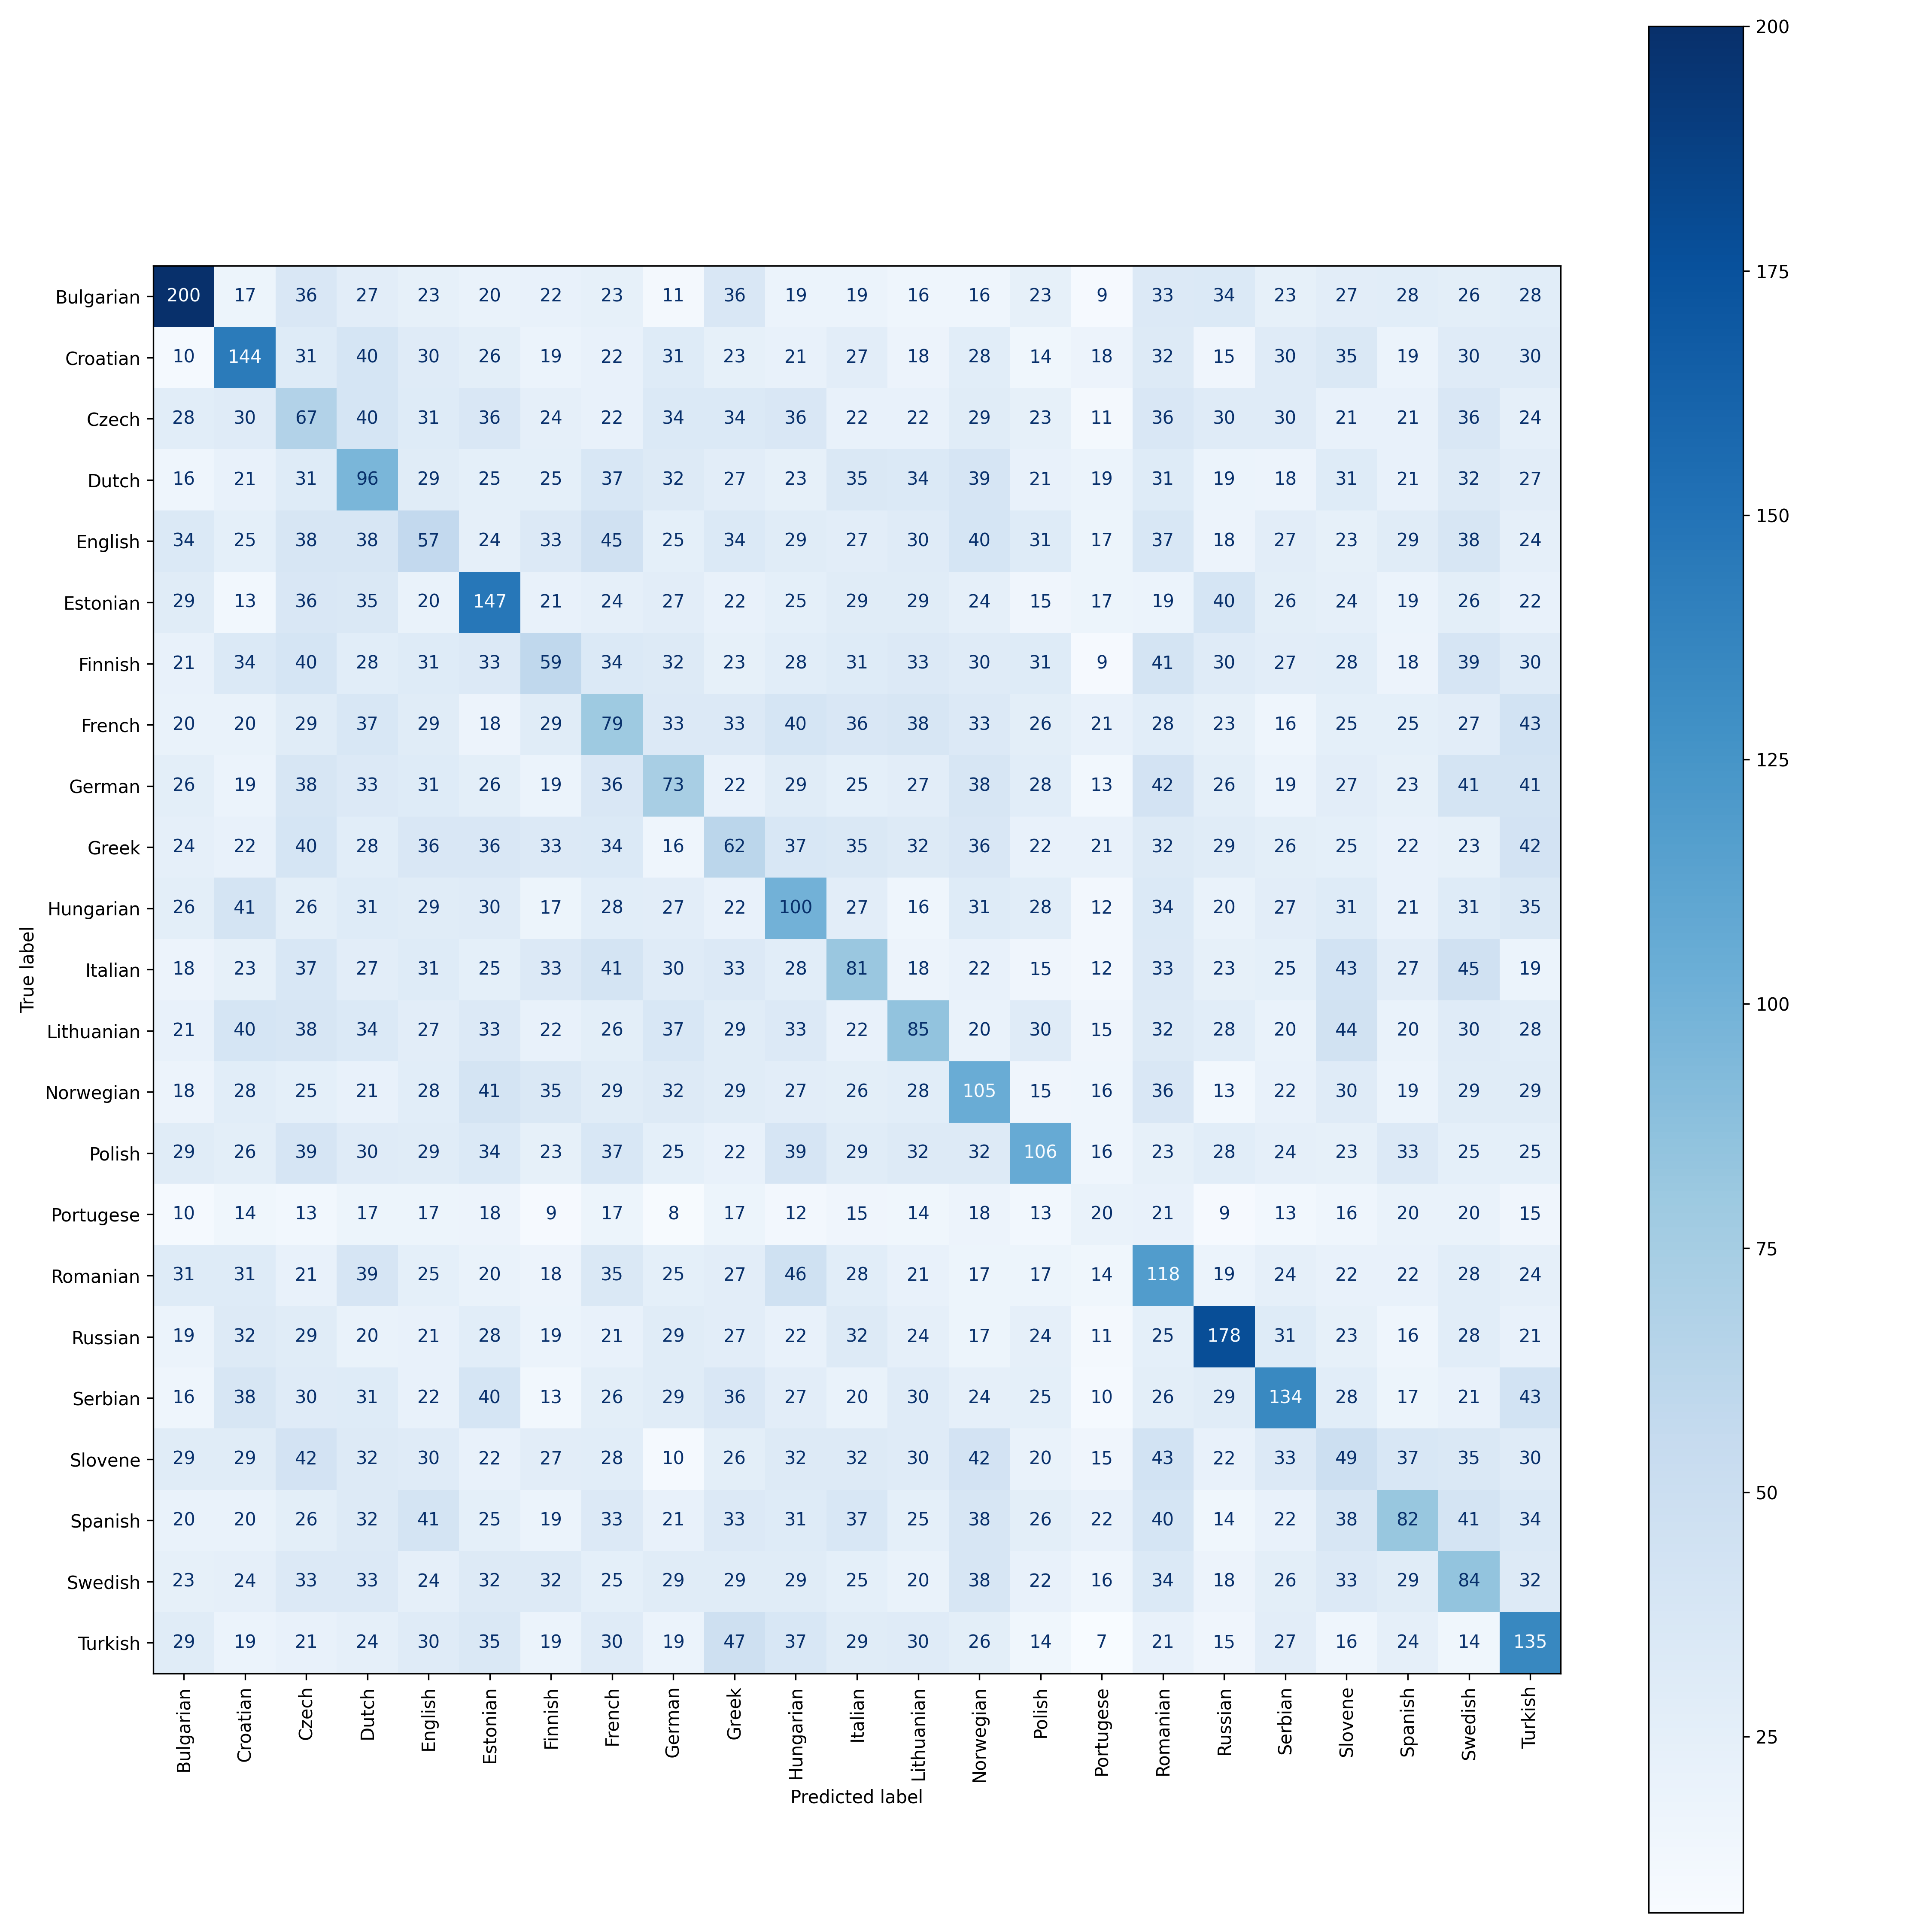 200
175
150
125
100
75
50
25
True label
Bulgarian 200 17 36 27 23 20 22 23 11 36 19 19 16 16 23 9 33 34 23 27 28 26 28
Croatian 10 144 31 40 30 26 19 22 31 23 21 27 18 28 14 18 32 15 30 35 19 30 30
Czech 28 30 67 40 31 36 24 22 34 34 36 22 22 29 23 11 36 30 30 21 21 36 24
Dutch 16 21 31 96 29 25 25 37 32 27 23 35 34 39 21 19 31 19 18 31 21 32 27
English 34 25 38 38 57 24 33 45 25 34 29 27 30 40 31 17 37 18 27 23 29 38 24
Estonian 29 13 36 35 20 147 21 24 27 22 25 29 29 24 15 17 19 40 26 24 19 26 22
Finnish 21 34 40 28 31 33 59 34 32 23 28 31 33 30 31 9 41 30 27 28 18 39 30
French 20 20 29 37 29 18 29 79 33 33 40 36 38 33 26 21 28 23 16 25 25 27 43
German 26 19 38 33 31 26 19 36 73 22 29 25 27 38 28 13 42 26 19 27 23 41 41
Greek 24 22 40 28 36 36 33 34 16 62 37 35 32 36 22 21 32 29 26 25 22 23 42
Hungarian 26 41 26 31 29 30 17 28 27 22 100 27 16 31 28 12 34 20 27 31 21 31 35
Italian 18 23 37 27 31 25 33 41 30 33 28 81 18 22 15 12 33 23 25 43 27 45 19
Lithuanian 21 40 38 34 27 33 22 26 37 29 33 22 85 20 30 15 32 28 20 44 20 30 28
Norwegian 18 28 25 21 28 41 35 29 32 29 27 26 28 105 15 16 36 13 22 30 19 29 29
Polish 29 26 39 30 29 34 23 37 25 22 39 29 32 32 106 16 23 28 24 23 33 25 25
Portugese 10 14 13 17 17 18 9 17 8 17 12 15 14 18 13 20 21 9 13 16 20 20 15
Romanian 31 31 21 39 25 20 18 35 25 27 46 28 21 17 17 14 118 19 24 22 22 28 24
Russian 19 32 29 20 21 28 19 21 29 27 22 32 24 17 24 11 25 178 31 23 16 28 21
Serbian 16 38 30 31 22 40 13 26 29 36 27 20 30 24 25 10 26 29 134 28 17 21 43
Slovene 29 29 42 32 30 22 27 28 10 26 32 32 30 42 20 15 43 22 33 49 37 35 30
Spanish 20 20 26 32 41 25 19 33 21 33 31 37 25 38 26 22 40 14 22 38 82 41 34
Swedish 23 24 33 33 24 32 32 25 29 29 29 25 20 38 22 16 34 18 26 33 29 84 32
Turkish 29 19 21 24 30 35 19 30 19 47 37 29 30 26 14 7 21 15 27 16 24 14 135
Bulgarian Croatian Czech Dutch English Estonian Finnish French German Greek Hungarian Italian Lithuanian Norwegian Polish Portugese Romanian Russian Serbian Slovene Spanish Swedish Turkish
Predicted label